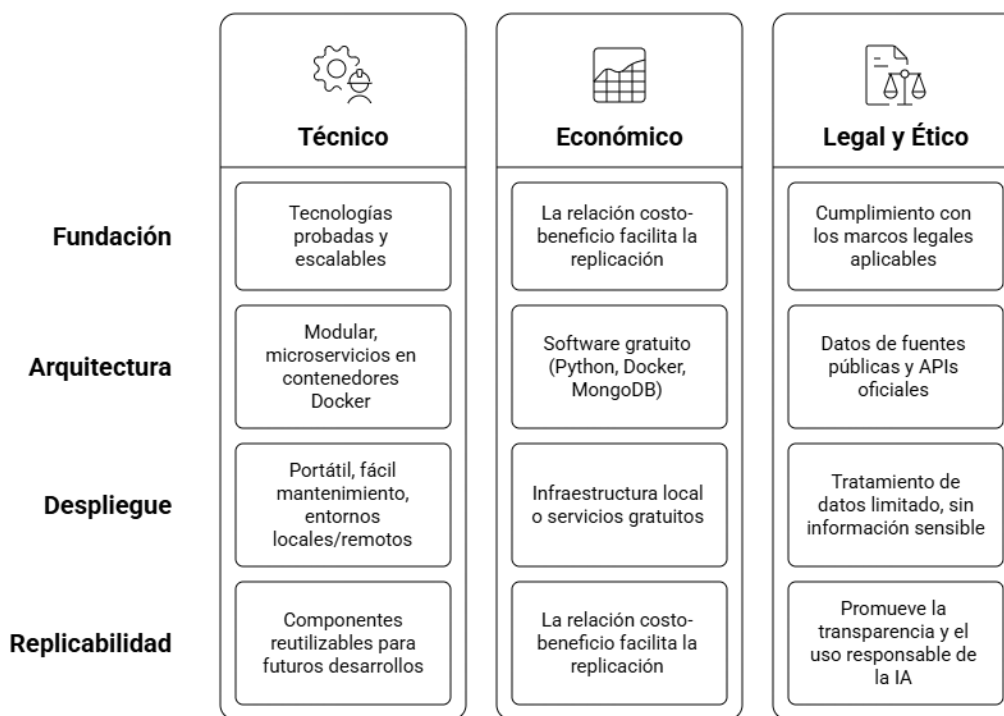 Técnico
Económico
Legal y Ético
Fundación
Tecnologías
probadas y
escalables
La relación costo-
beneficio facilita la
replicación
Cumplimiento con
los marcos legales
aplicables
Arquitectura
Modular,
microservicios en
contenedores
Docker
Software gratuito
(Python, Docker,
MongoDB)
Datos de fuentes
públicas y APIs
oficiales
Despliegue
Portátil, fácil
mantenimiento,
entornos
locales/remotos
Infraestructura local
o servicios gratuitos
Tratamiento de
datos limitado, sin
información sensible
Replicabilidad
Componentes
reutilizables para
futuros desarrollos
La relación costo-
beneficio facilita la
replicación
Promueve la
transparencia y el
uso responsable de
la IA